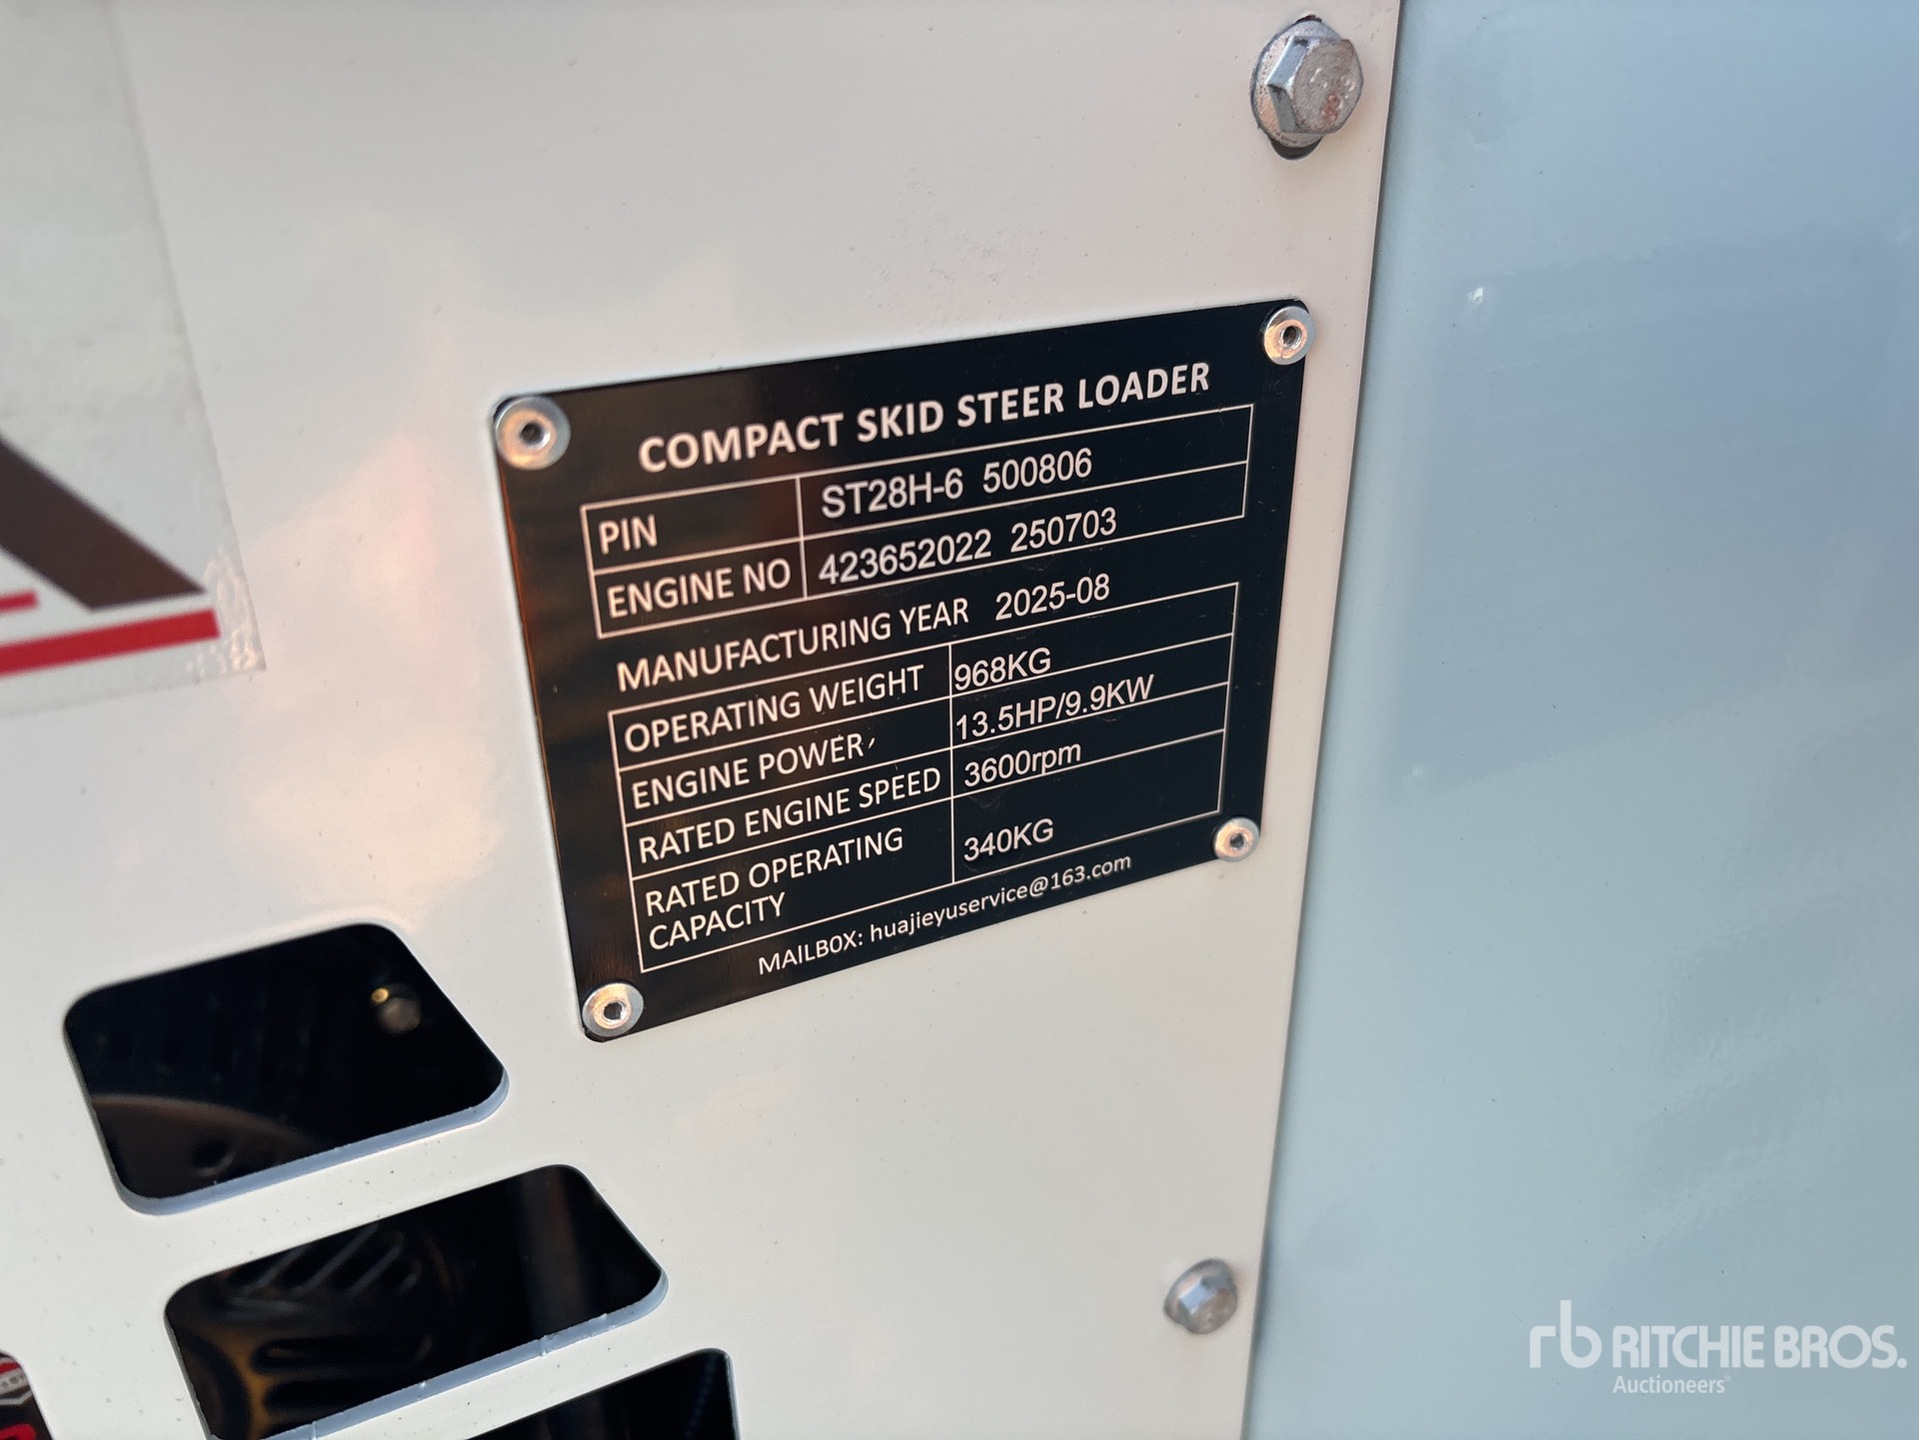 COMPACT SKID STEER LOADER
PIN ST28H-6 500806
ENGINE NO 423652022 250703
MANUFACTURING YEAR 2025-08
OPERATING WEIGHT 968KG
ENGINE POWER 13.5HP/9.9KW
RATED ENGINE SPEED 3600rpm
RATED OPERATING CAPACITY 340KG
MAILBOX: huajieyuservice@163.com
rb RITCHIE BROS.
Auctioneers